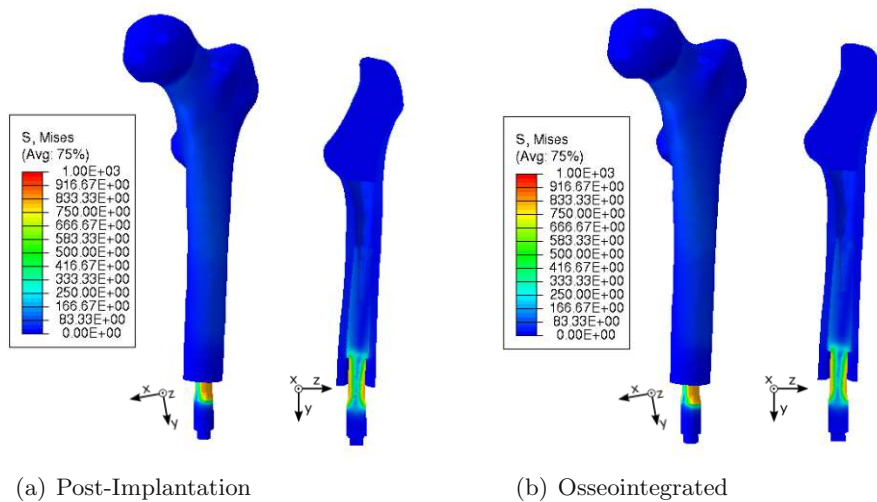 S, Mises
(Avg: 75%)
1.00E+03
916.67E+00
833.33E+00
750.00E+00
666.67E+00
583.33E+00
500.00E+00
416.67E+00
333.33E+00
250.00E+00
166.67E+00
83.33E+00
0.00E+00
x
z
y
x
z
y
(a) Post-Implantation
S, Mises
(Avg: 75%)
1.00E+03
916.67E+00
833.33E+00
750.00E+00
666.67E+00
583.33E+00
500.00E+00
416.67E+00
333.33E+00
250.00E+00
166.67E+00
83.33E+00
0.00E+00
x
z
y
x
z
y
(b) Osseointegrated